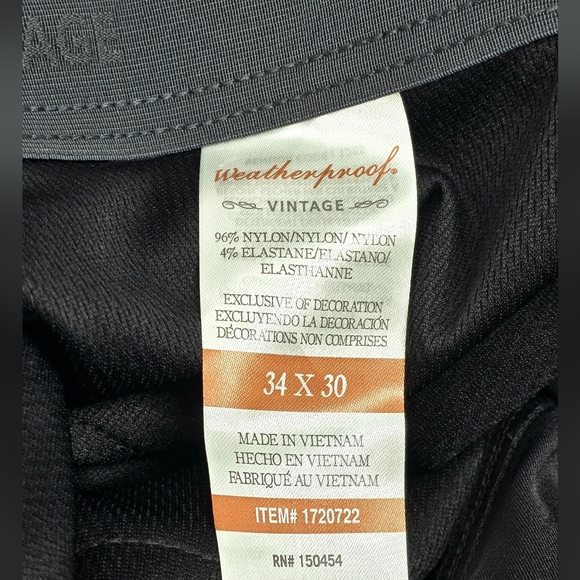 AGE
Weatherproof®
VINTAGE
96% NYLON/NYLON/ NYLON
4% ELASTANE/ELASTANO/
ELASTHANNE
EXCLUSIVE OF DECORATION
EXCLUYENDO LA DECORACIÓN
DÉCORATIONS NON COMPRISES
34 X 30
MADE IN VIETNAM
HECHO EN VIETNAM
FABRIQUÉ AU VIETNAM
ITEM# 1720722
RN# 150454